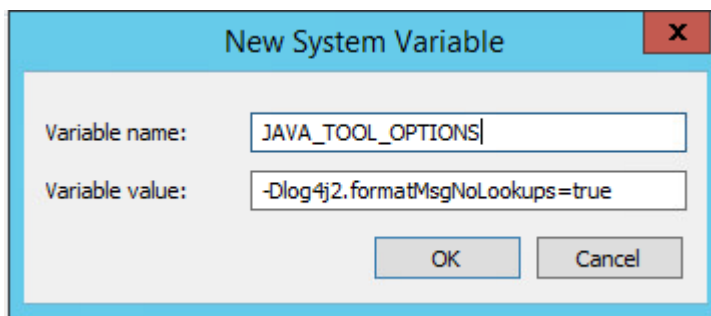 New System Variable
x
Variable name: JAVA_TOOL_OPTIONS
Variable value: -Dlog4j2.formatMsgNoLookups=true
OK Cancel